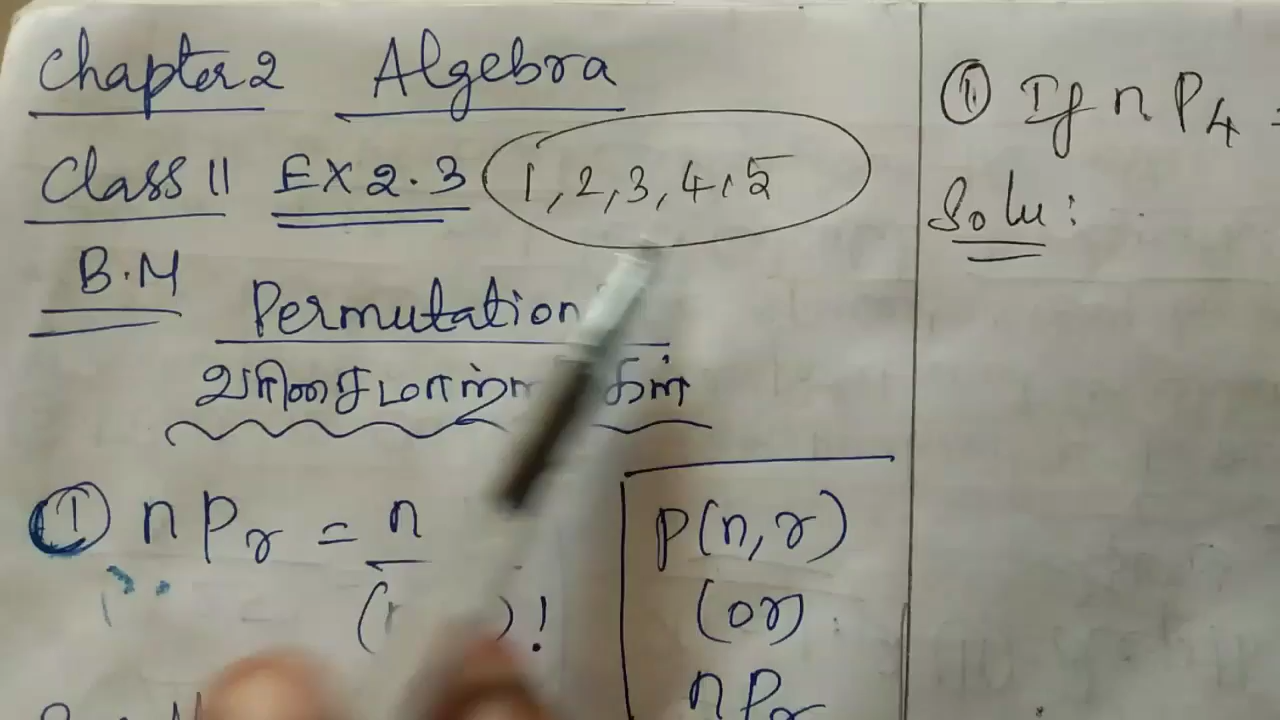 Chapter 2 Algebra
Class 11 EX 2.3 1, 2, 3, 4, 5
B.M
Permutation
① nPr = n
( )!
P(n, r)
(or)
nPr
① If nP4 =
Solu: